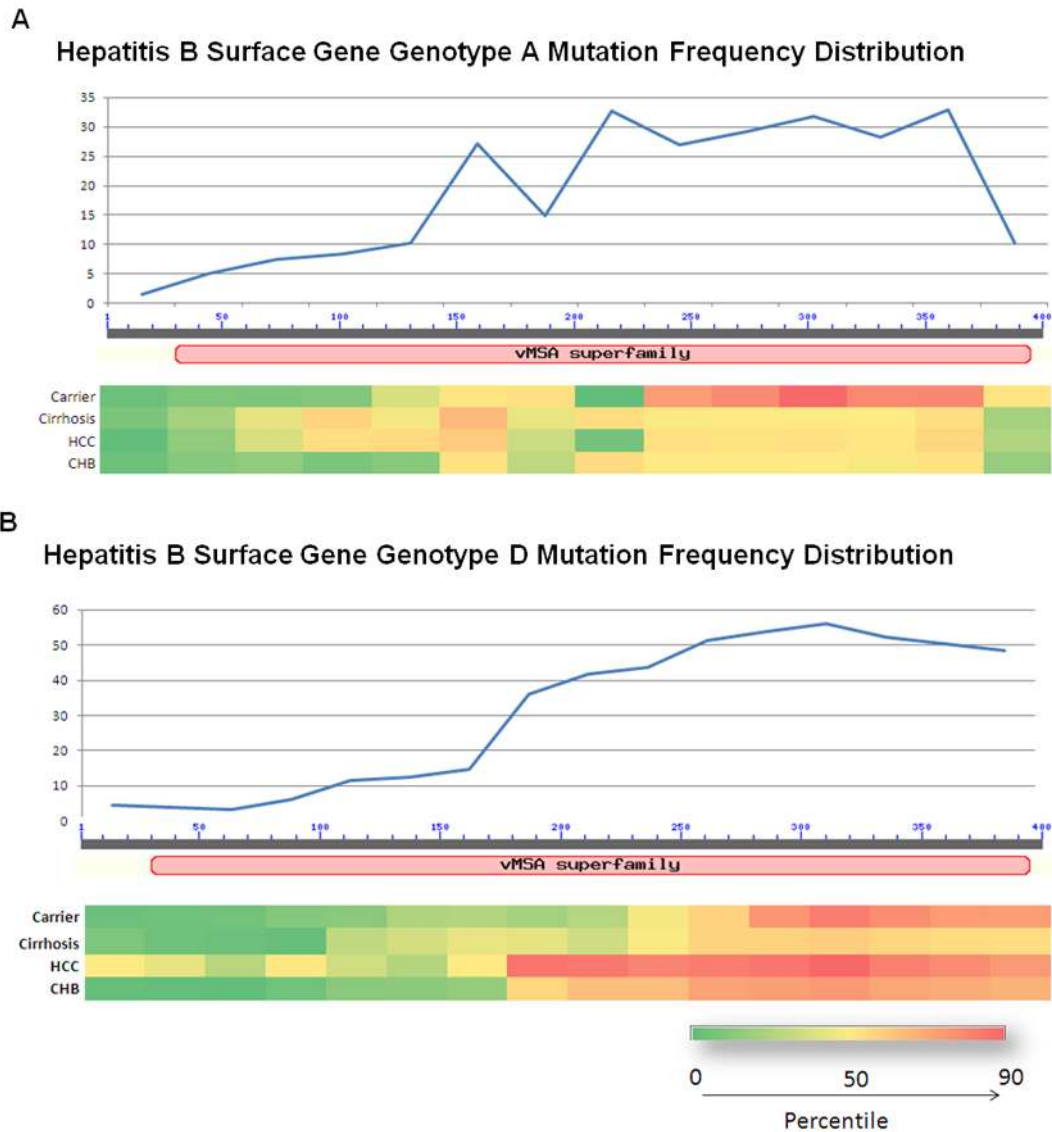 A
Hepatitis B Surface Gene Genotype A Mutation Frequency Distribution
35
30
25
20
15
10
5
0
1 50 100 150 200 250 300 350 400
vMSA superfamily
Carrier
Cirrhosis
HCC
CHB
B
Hepatitis B Surface Gene Genotype D Mutation Frequency Distribution
60
50
40
30
20
10
0
1 50 100 150 200 250 300 350 400
vMSA superfamily
Carrier
Cirrhosis
HCC
CHB
0 50 90
Percentile